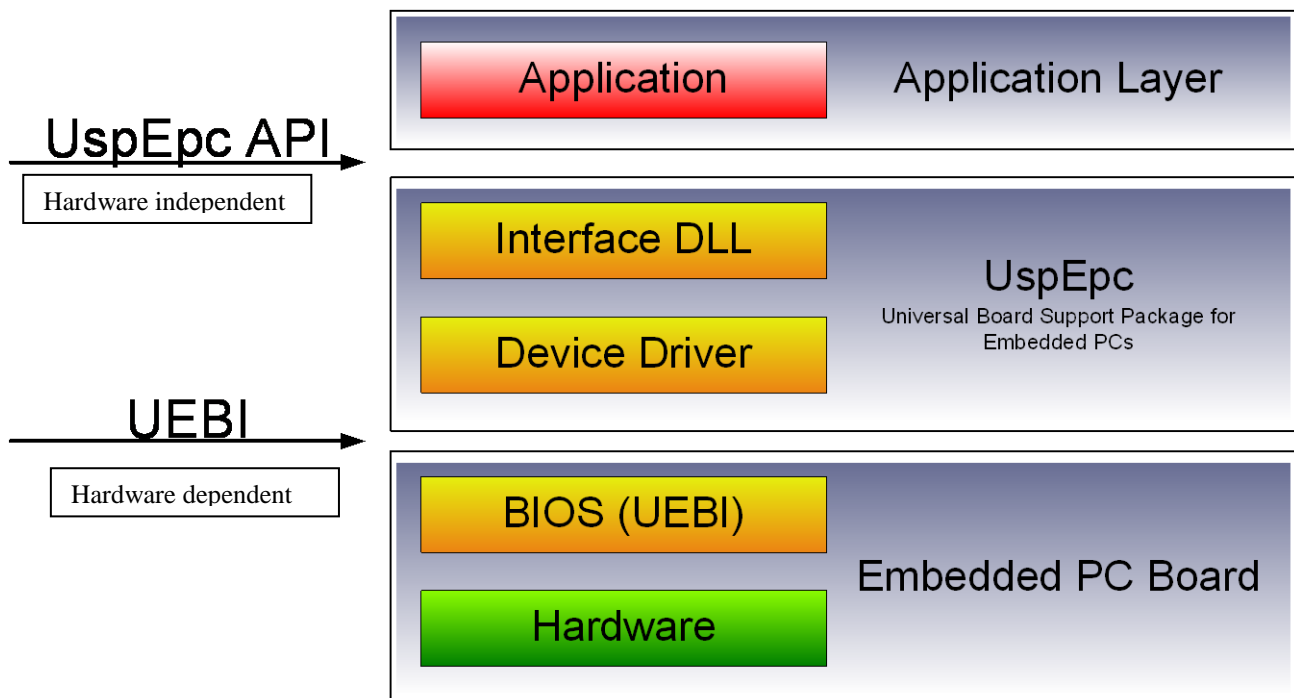 Application
Application Layer
UspEpc API
Hardware independent
Interface DLL
Device Driver
UspEpc
Universal Board Support Package for
Embedded PCs
UEBI
Hardware dependent
BIOS (UEBI)
Hardware
Embedded PC Board